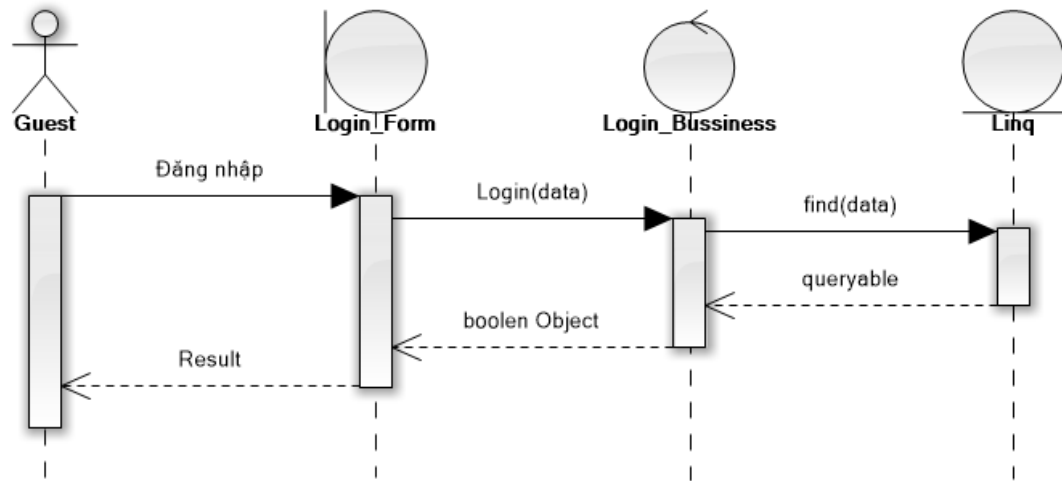 Guest
Login_Form
Login_Bussiness
Linq
Đăng nhập
Login(data)
find(data)
queryable
boolen Object
Result